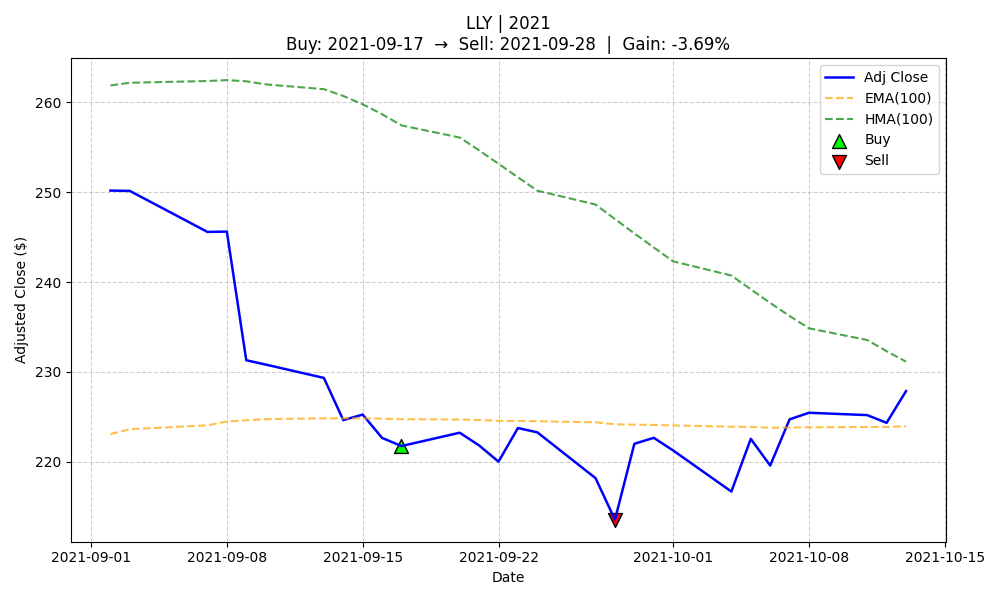 LLY | 2021
Buy: 2021-09-17 → Sell: 2021-09-28 | Gain: -3.69%
Adj Close
EMA(100)
HMA(100)
Buy
Sell
Adjusted Close ($)
260
250
240
230
220
2021-09-01
2021-09-08
2021-09-15
2021-09-22
2021-10-01
2021-10-08
2021-10-15
Date